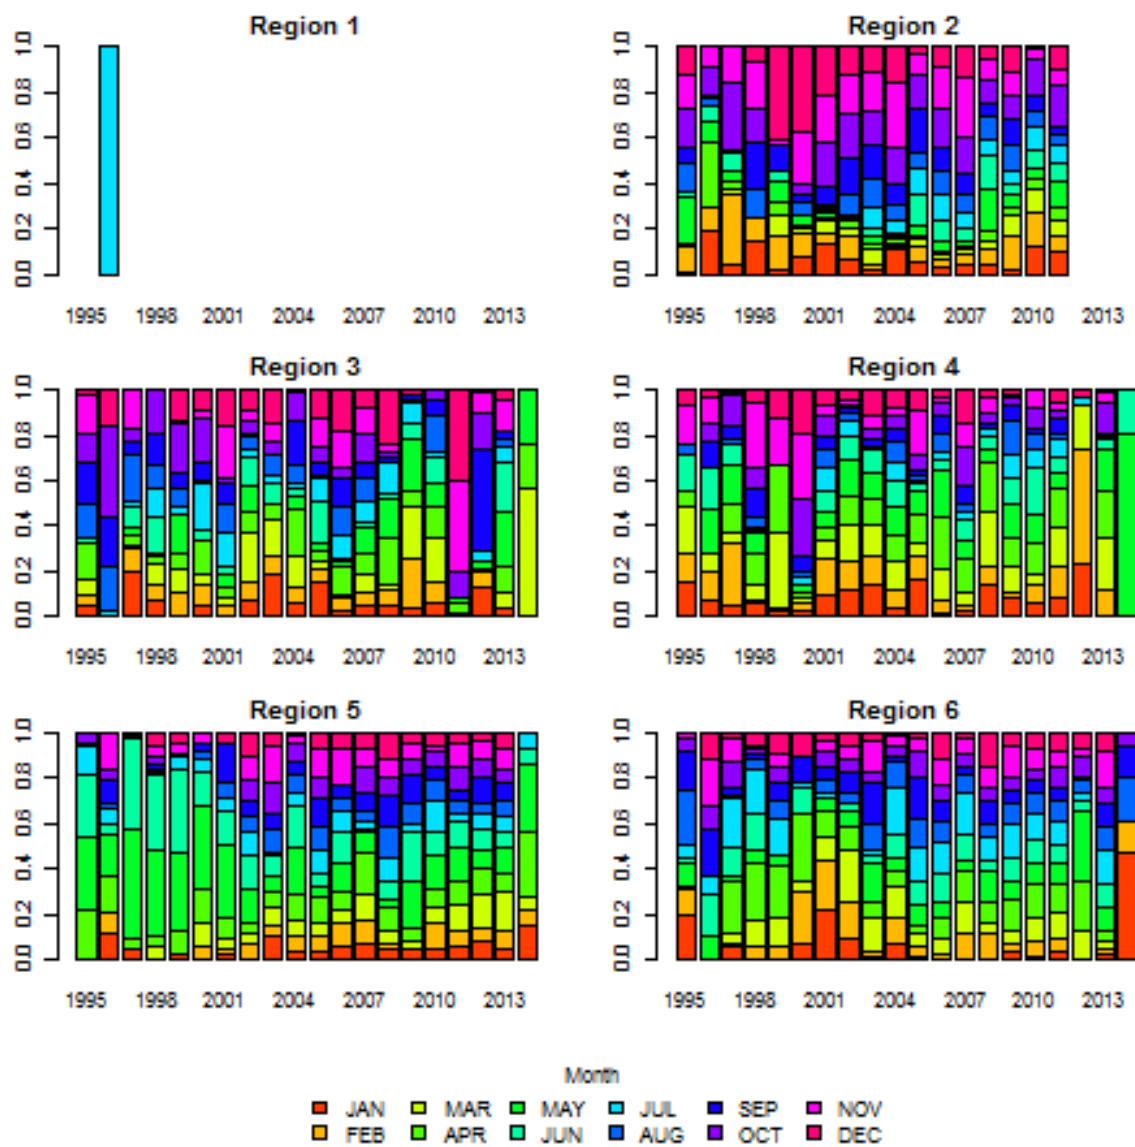 Region 1 Region 2
1.0 1.0
0.8 0.8
0.6 0.6
0.4 0.4
0.2 0.2
0.0 0.0
1995 1998 2001 2004 2007 2010 2013 1995 1998 2001 2004 2007 2010 2013
Region 3 Region 4
1.0 1.0
0.8 0.8
0.6 0.6
0.4 0.4
0.2 0.2
0.0 0.0
1995 1998 2001 2004 2007 2010 2013 1995 1998 2001 2004 2007 2010 2013
Region 5 Region 6
1.0 1.0
0.8 0.8
0.6 0.6
0.4 0.4
0.2 0.2
0.0 0.0
1995 1998 2001 2004 2007 2010 2013 1995 1998 2001 2004 2007 2010 2013
Month
JAN MAR MAY JUL SEP NOV
FEB APR JUN AUG OCT DEC